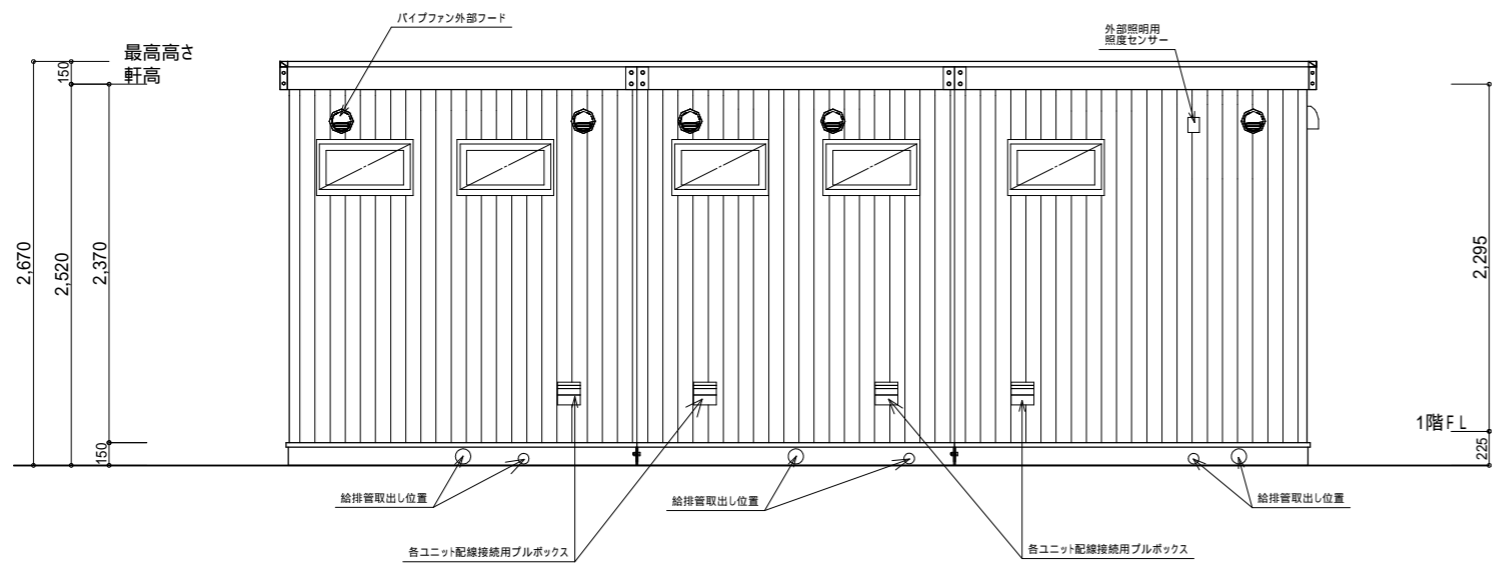 パイプファン外部フード
外部照明用
照度センサー
最高高さ
軒高
150
2,670
2,520
2,370
2,295
150
1階FL
225
給排管取出し位置
給排管取出し位置
給排管取出し位置
各ユニット配線接続用プルボックス
各ユニット配線接続用プルボックス